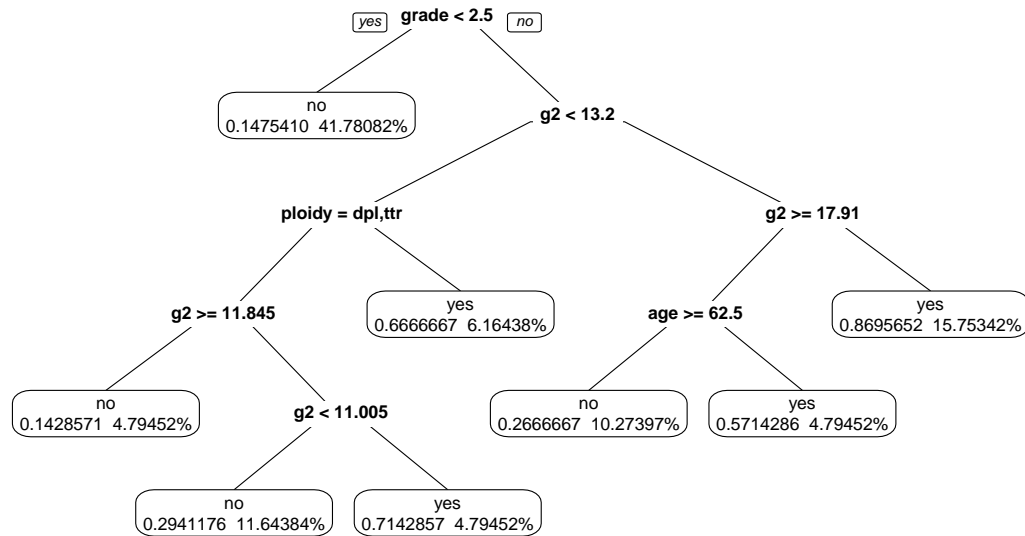 yes grade < 2.5 no
no
0.1475410 41.78082%
g2 < 13.2
ploidy = dpl,ttr
g2 >= 17.91
g2 >= 11.845
yes
0.6666667 6.16438%
age >= 62.5
yes
0.8695652 15.75342%
no
0.1428571 4.79452%
g2 < 11.005
no
0.2666667 10.27397%
yes
0.5714286 4.79452%
no
0.2941176 11.64384%
yes
0.7142857 4.79452%